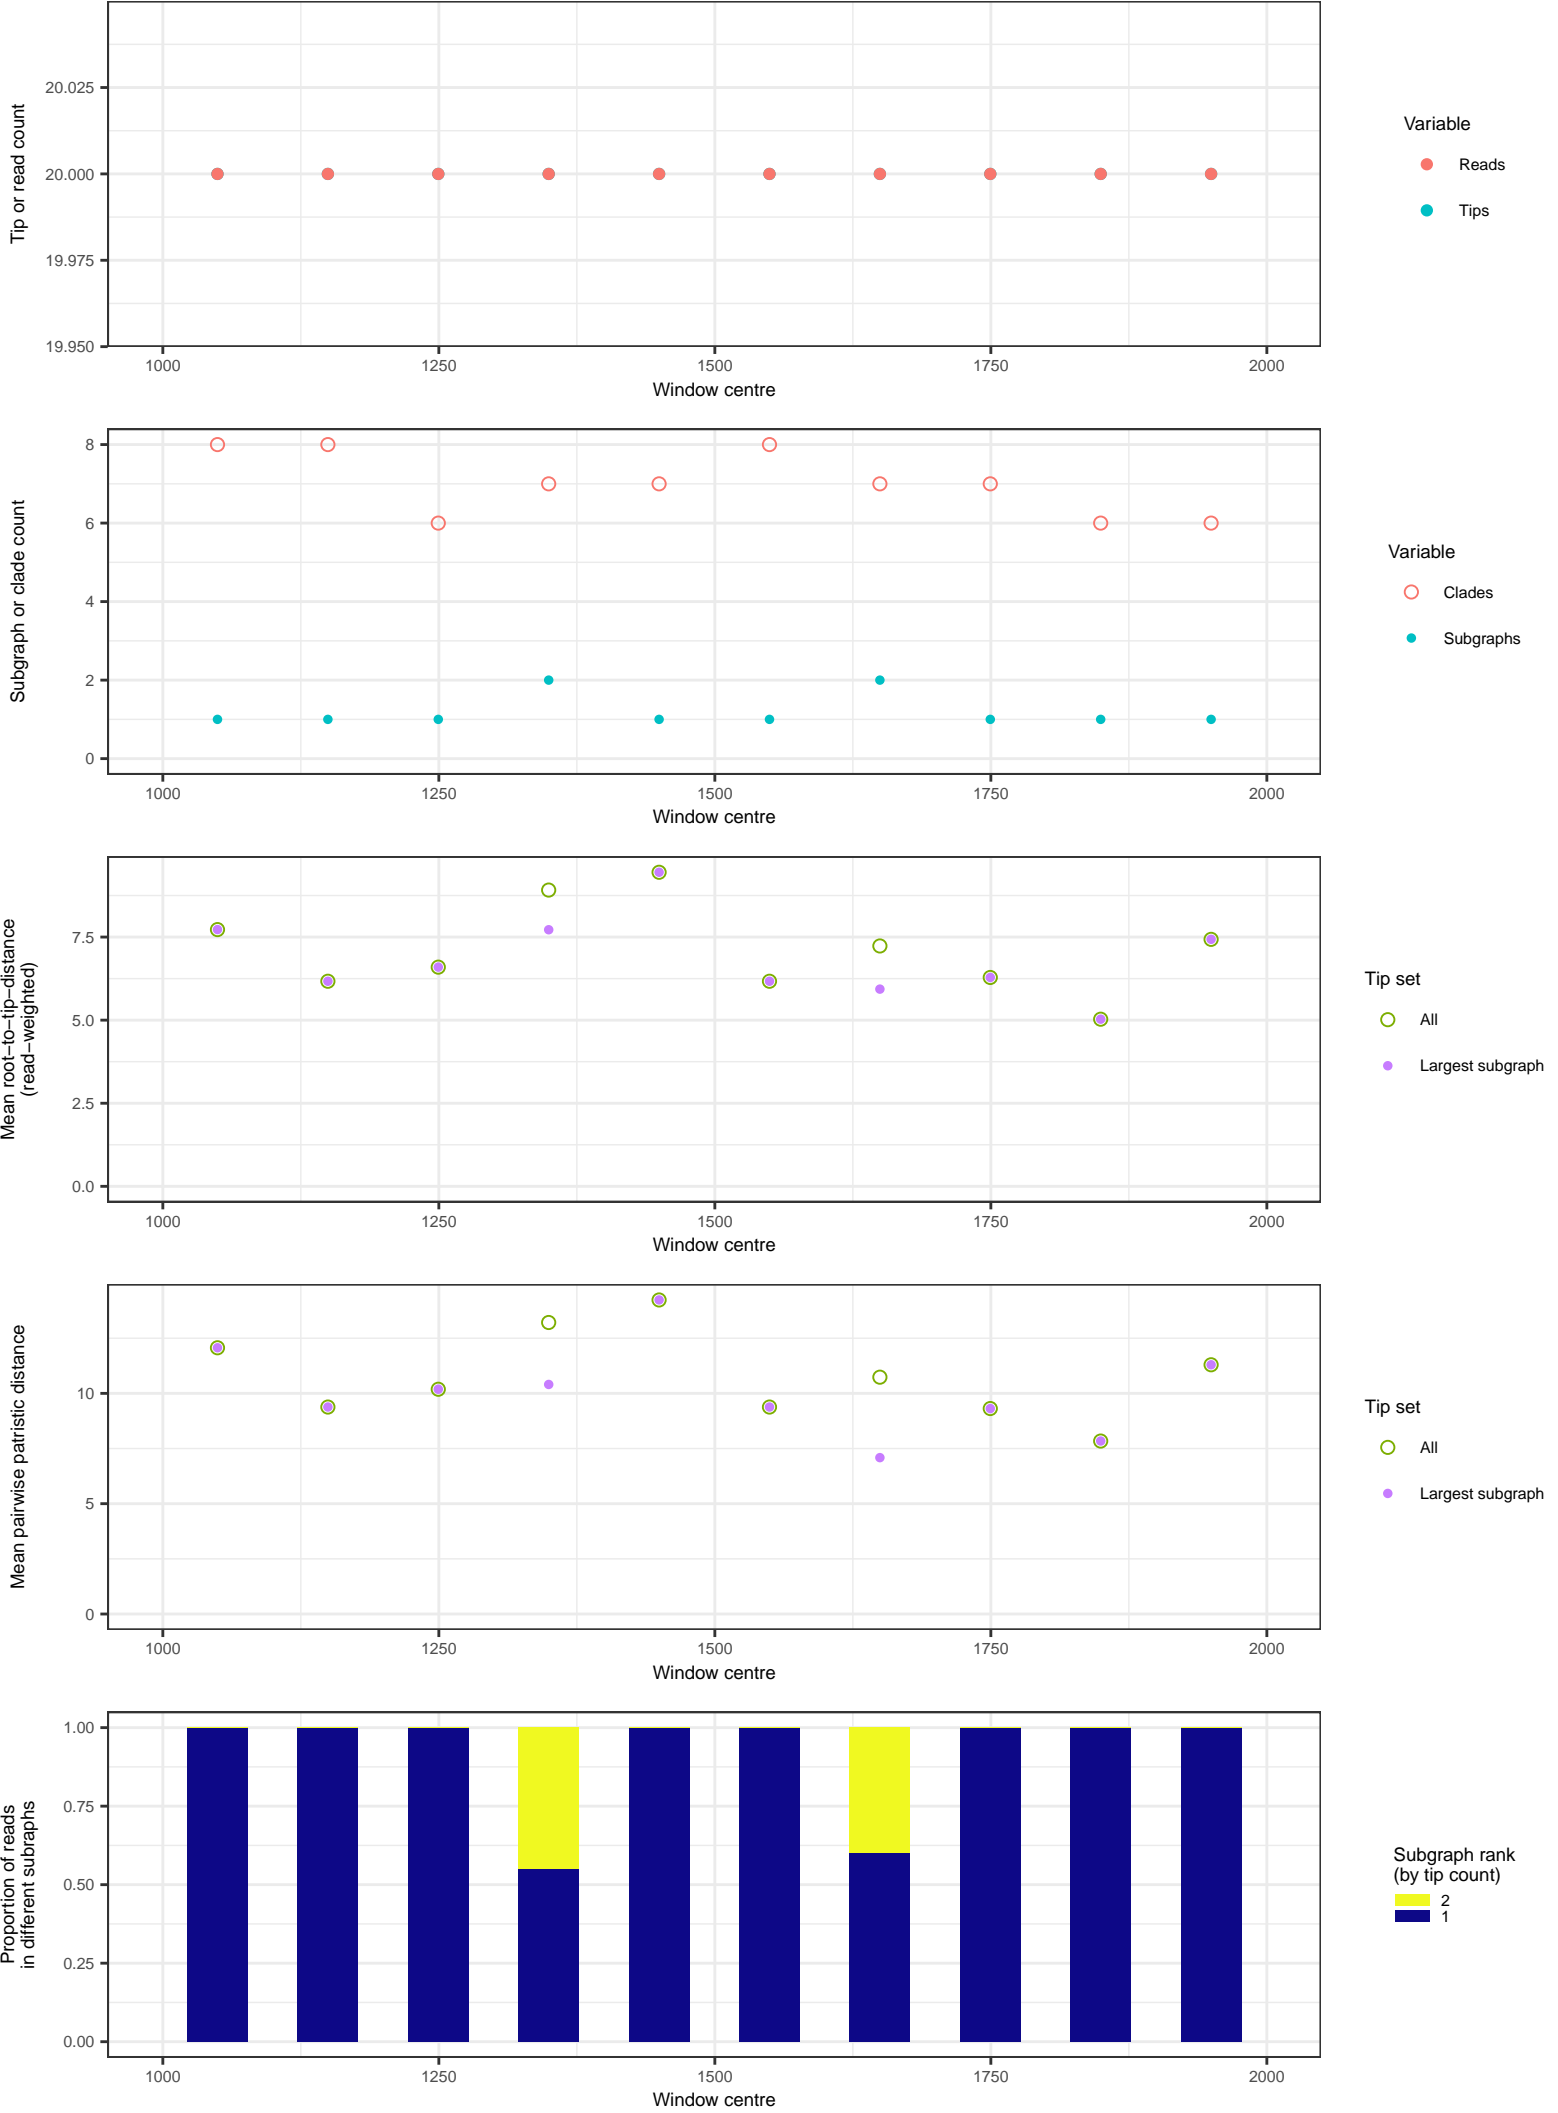 Tip or read count
20.025
20.000
19.975
19.950
1000 1250 1500 1750 2000
Window centre
Variable
Reads
Tips
Subgraph or clade count
8
6
4
2
0
1000 1250 1500 1750 2000
Window centre
Variable
Clades
Subgraphs
Mean root−to−tip−distance
(read−weighted)
7.5
5.0
2.5
0.0
1000 1250 1500 1750 2000
Window centre
Tip set
All
Largest subgraph
Mean pairwise patristic distance
10
5
0
1000 1250 1500 1750 2000
Window centre
Tip set
All
Largest subgraph
Proportion of reads
in different subraphs
1.00
0.75
0.50
0.25
0.00
1000 1250 1500 1750 2000
Window centre
Subgraph rank
(by tip count)
2
1